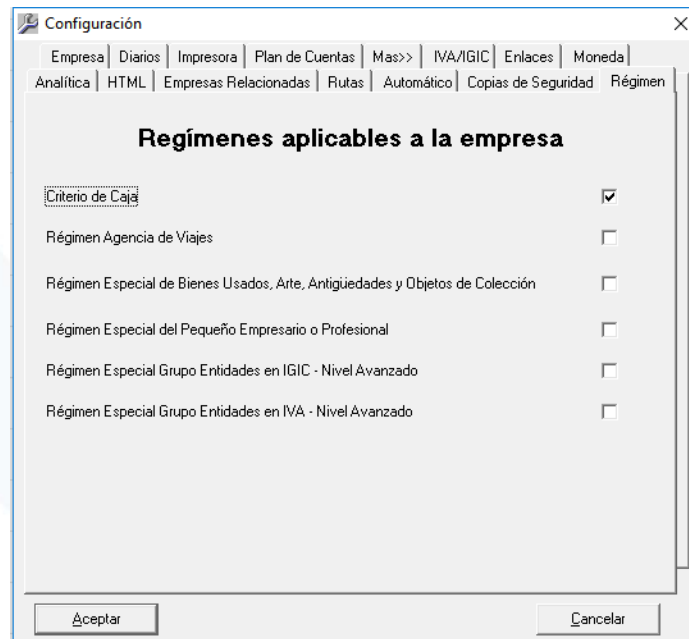 Configuración
Empresa Diarios Impresora Plan de Cuentas Mas>> IVA/IGIC Enlaces Moneda
Analítica HTML Empresas Relacionadas Rutas Automático Copias de Seguridad Régimen
Regímenes aplicables a la empresa
Criterio de Caja
Régimen Agencia de Viajes
Régimen Especial de Bienes Usados, Arte, Antigüedades y Objetos de Colección
Régimen Especial del Pequeño Empresario o Profesional
Régimen Especial Grupo Entidades en IGIC - Nivel Avanzado
Régimen Especial Grupo Entidades en IVA - Nivel Avanzado
Aceptar Cancelar